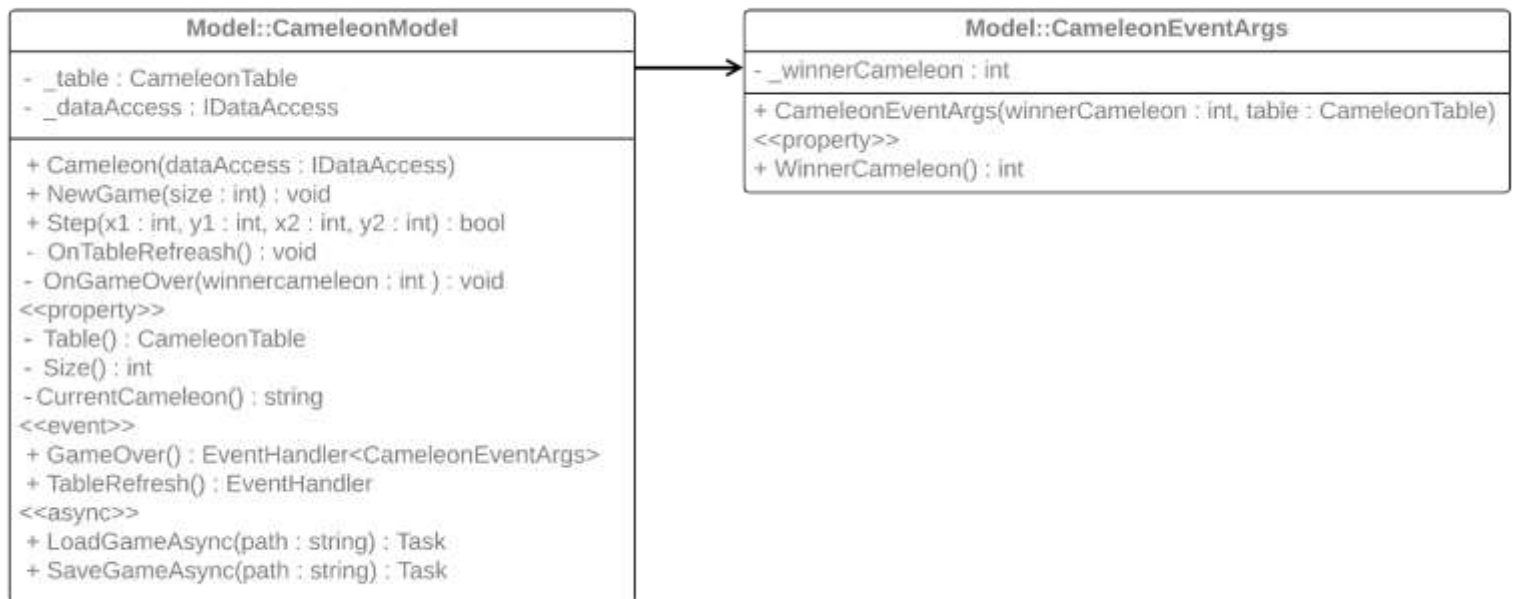 Model::CameleonModel
- _table : CameleonTable
- _dataAccess : IDataAccess
+ Cameleon(dataAccess : IDataAccess)
+ NewGame(size : int) : void
+ Step(x1 : int, y1 : int, x2 : int, y2 : int) : bool
- OnTableRefreash() : void
- OnGameOver(winnercameleon : int ) : void
<<property>>
- Table() : CameleonTable
- Size() : int
- CurrentCameleon() : string
<<event>>
+ GameOver() : EventHandler<CameleonEventArgs>
+ TableRefresh() : EventHandler
<<async>>
+ LoadGameAsync(path : string) : Task
+ SaveGameAsync(path : string) : Task
Model::CameleonEventArgs
- _winnerCameleon : int
+ CameleonEventArgs(winnerCameleon : int, table : CameleonTable)
<<property>>
+ WinnerCameleon() : int